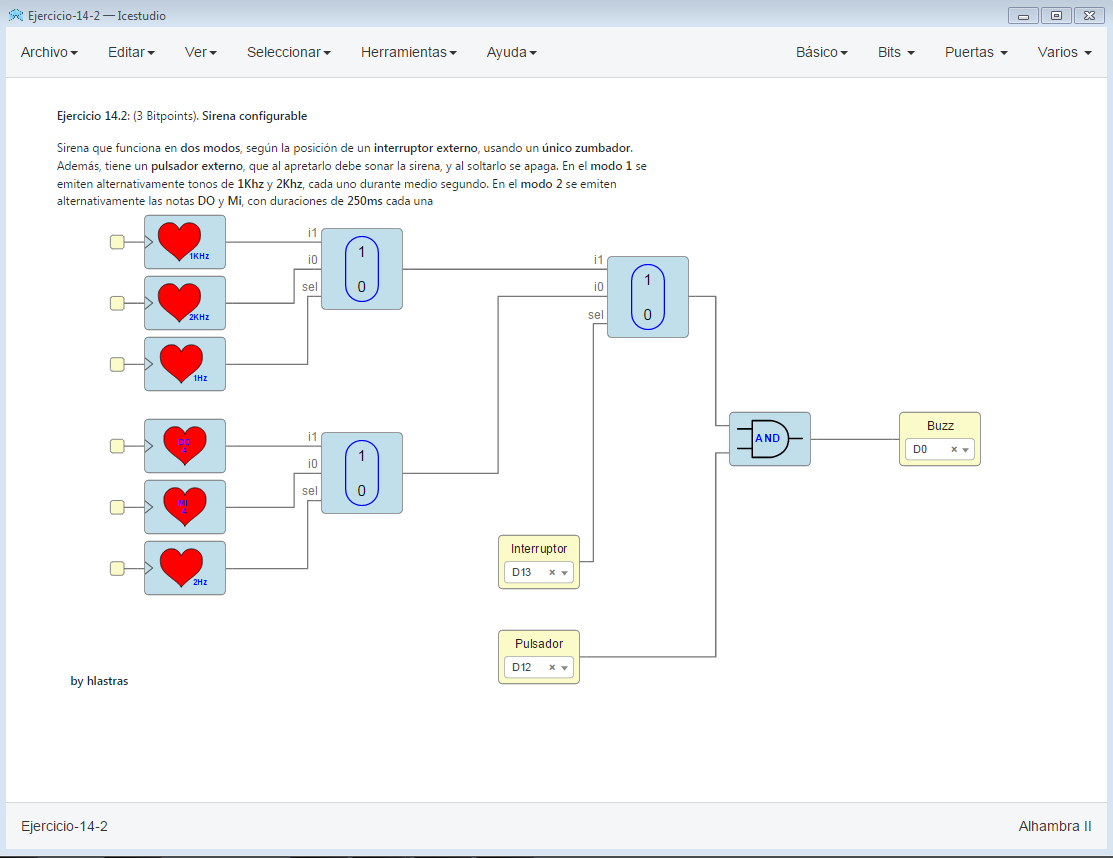 Ejercicio-14-2 — Icestudio
Archivo Editar Ver Seleccionar Herramientas Ayuda Básico Bits Puertas Varios
Ejercicio 14.2: (3 Bitpoints). Sirena configurable
Sirena que funciona en dos modos, según la posición de un interruptor externo, usando un único zumbador.
Además, tiene un pulsador externo, que al apretarlo debe sonar la sirena, y al soltarlo se apaga. En el modo 1 se
emiten alternativamente tonos de 1Khz y 2Khz, cada uno durante medio segundo. En el modo 2 se emiten
alternativamente las notas DO y Mi, con duraciones de 250ms cada una
1KHz
i1
i0
sel
1
0
2KHz
1Hz
i1
i0
sel
1
0
DO
4
i1
i0
sel
1
0
MI
4
2Hz
AND
Buzz
D0
Interruptor
D13
Pulsador
D12
by hlastras
Ejercicio-14-2
Alhambra II